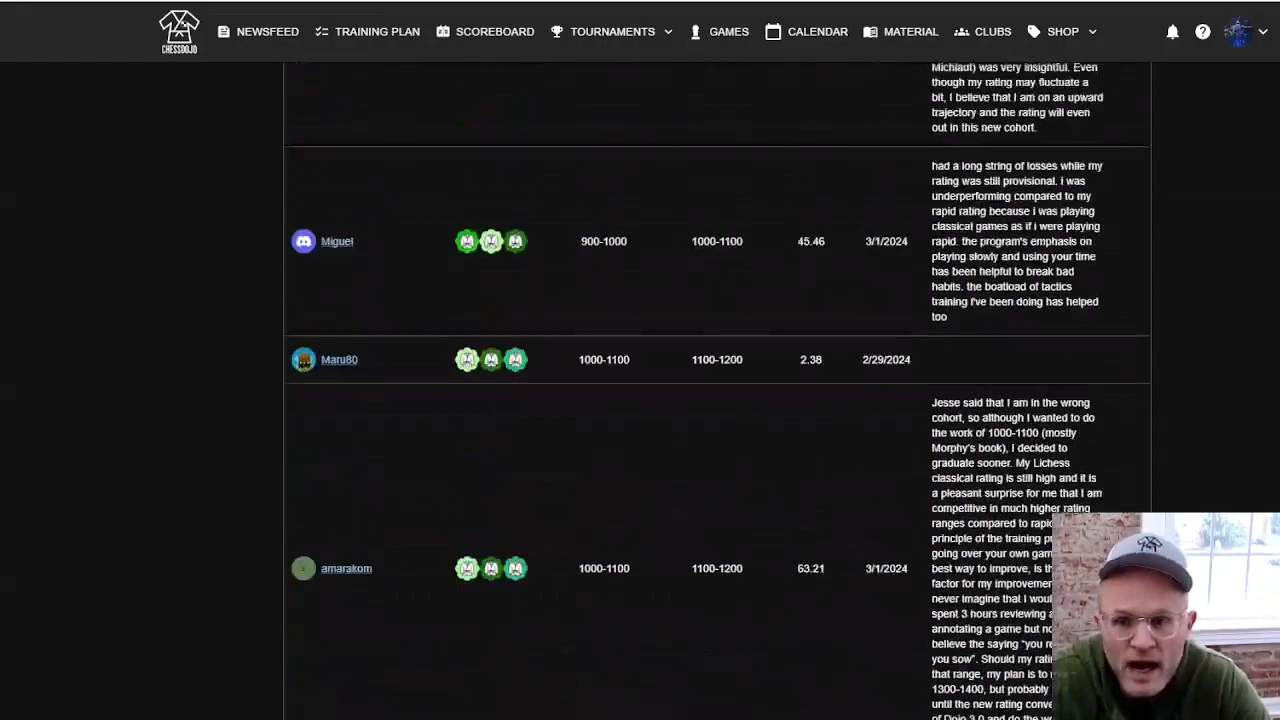 CHESSDOJO
NEWSFEED
TRAINING PLAN
SCOREBOARD
TOURNAMENTS
GAMES
CALENDAR
MATERIAL
CLUBS
SHOP
Michlaut) was very insightful. Even
though my rating may fluctuate a
bit, I believe that I am on an upward
trajectory and the rating will even
out in this new cohort.
Miguel
900-1000
1000-1100
45.46
3/1/2024
had a long string of losses while my
rating was still provisional. i was
underperforming compared to my
rapid rating because i was playing
classical games as if i were playing
rapid. the program's emphasis on
playing slowly and using your time
has been helpful to break bad
habits. the boatload of tactics
training i've been doing has helped
too
Maru80
1000-1100
1100-1200
2.38
2/29/2024
amarakom
1000-1100
1100-1200
63.21
3/1/2024
Jesse said that I am in the wrong
cohort, so although I wanted to do
the work of 1000-1100 (mostly
Morphy's book), I decided to
graduate sooner. My Lichess
classical rating is still high and it is
a pleasant surprise for me that I am
competitive in much higher rating
ranges compared to rapid
principle of the training
going over your own
best way to improve, is
factor for my
never imagine that I
spent 3 hours reviewing
annotating a game but
believe the saying "you
you sow". Should my
that range, my plan is to
1300-1400, but probably
until the new rating
of Dojo 3.0 and do the